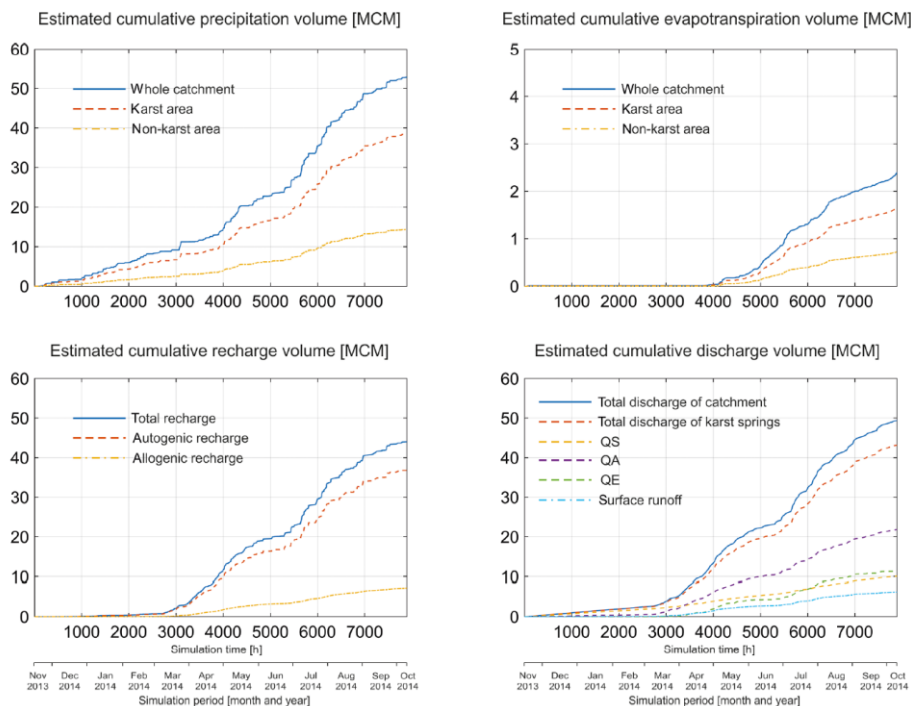 Estimated cumulative precipitation volume [MCM]
60
50
40
30
20
10
0
Whole catchment
Karst area
Non-karst area
1000 2000 3000 4000 5000 6000 7000
Estimated cumulative evapotranspiration volume [MCM]
5
4
3
2
1
0
Whole catchment
Karst area
Non-karst area
1000 2000 3000 4000 5000 6000 7000
Estimated cumulative recharge volume [MCM]
60
50
40
30
20
10
0
Total recharge
Autogenic recharge
Allogenic recharge
1000 2000 3000 4000 5000 6000 7000
Simulation time [h]
Nov Dec Jan Feb Mar Apr May Jun Jul Aug Sep Oct
2013 2014 2014 2014 2014 2014 2014 2014 2014 2014 2014 2014
Simulation period [month and year]
Estimated cumulative discharge volume [MCM]
60
50
40
30
20
10
0
Total discharge of catchment
Total discharge of karst springs
QS
QA
QE
Surface runoff
1000 2000 3000 4000 5000 6000 7000
Simulation time [h]
Nov Dec Jan Feb Mar Apr May Jun Jul Aug Sep Oct
2013 2014 2014 2014 2014 2014 2014 2014 2014 2014 2014 2014
Simulation period [month and year]